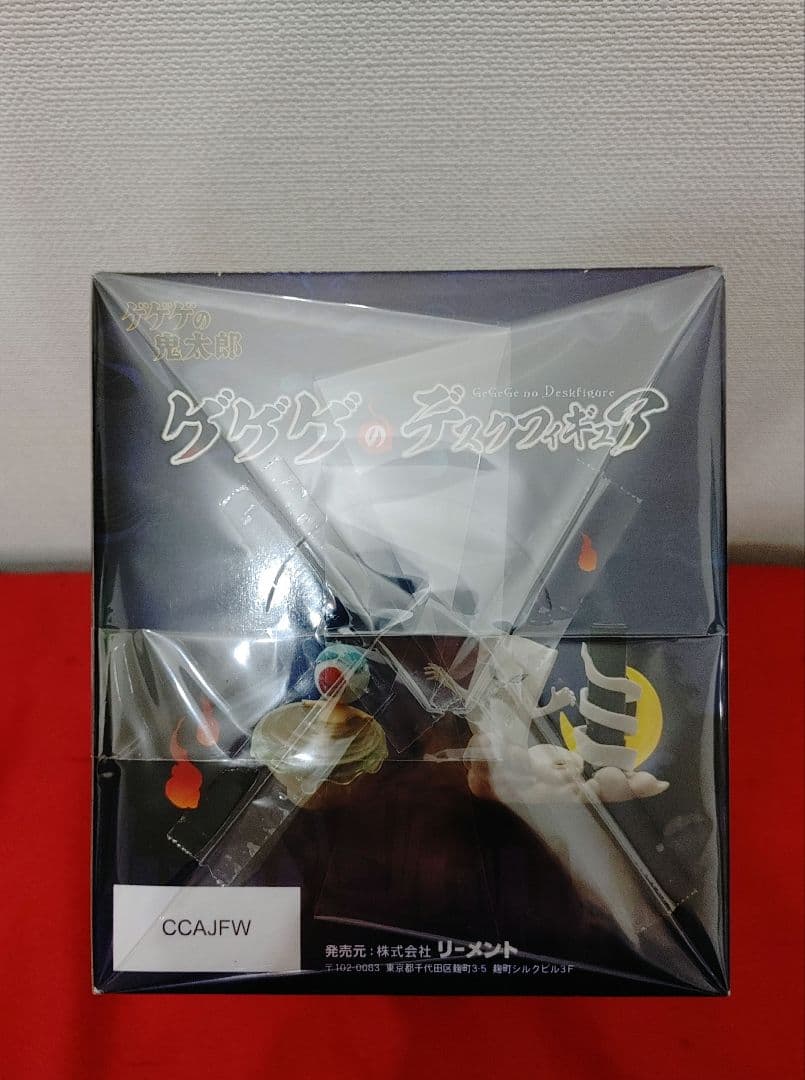 ゲゲゲの
鬼太郎
GeGeGe no Deskfigure
ゲゲゲのデスクフィギュア
CCAJFW
発売元：株式会社 リーメント
〒102-0083 東京都千代田区麹町3-5 麹町シルクビル3F